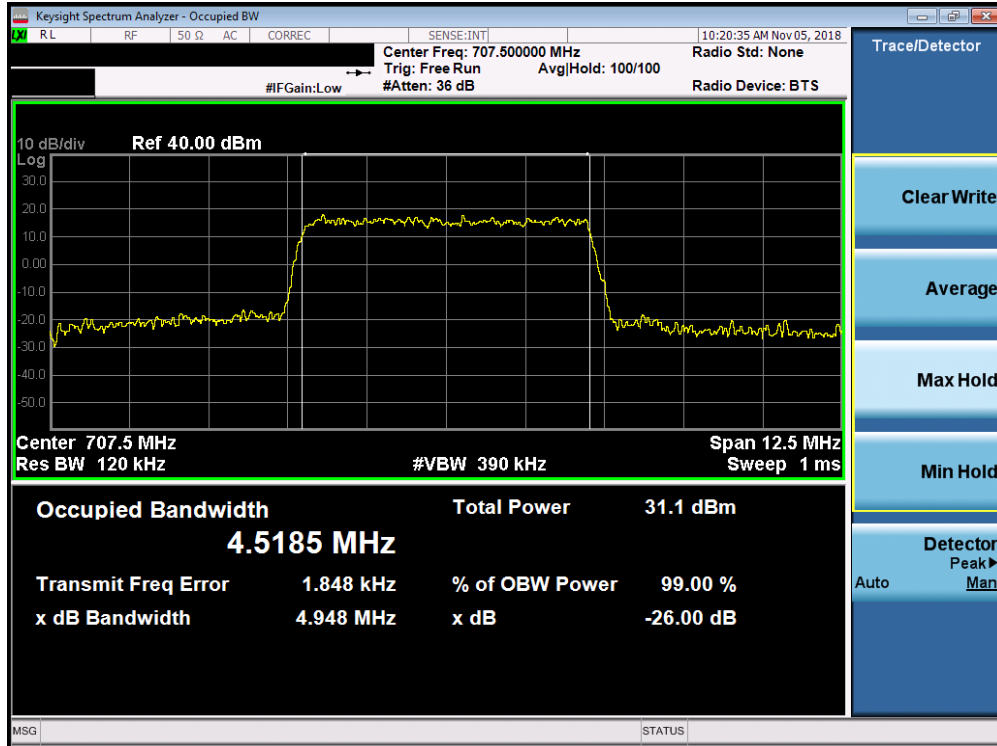 Keysight Spectrum Analyzer - Occupied BW
LXI RL RF 50 Ω AC CORREC SENSE:INT 10:20:35 AM Nov 05, 2018
Center Freq: 707.500000 MHz Radio Std: None
Trig: Free Run Avg|Hold: 100/100
#IFGain:Low #Atten: 36 dB Radio Device: BTS
Trace/Detector
10 dB/div Ref 40.00 dBm
Log
30.0
20.0
10.0
0.00
-10.0
-20.0
-30.0
-40.0
-50.0
Center 707.5 MHz Span 12.5 MHz
Res BW 120 kHz #VBW 390 kHz Sweep 1 ms
Occupied Bandwidth Total Power 31.1 dBm
4.5185 MHz
Transmit Freq Error 1.848 kHz % of OBW Power 99.00 %
x dB Bandwidth 4.948 MHz x dB -26.00 dB
Clear Write
Average
Max Hold
Min Hold
Detector
Peak▶
Auto Man
MSG STATUS